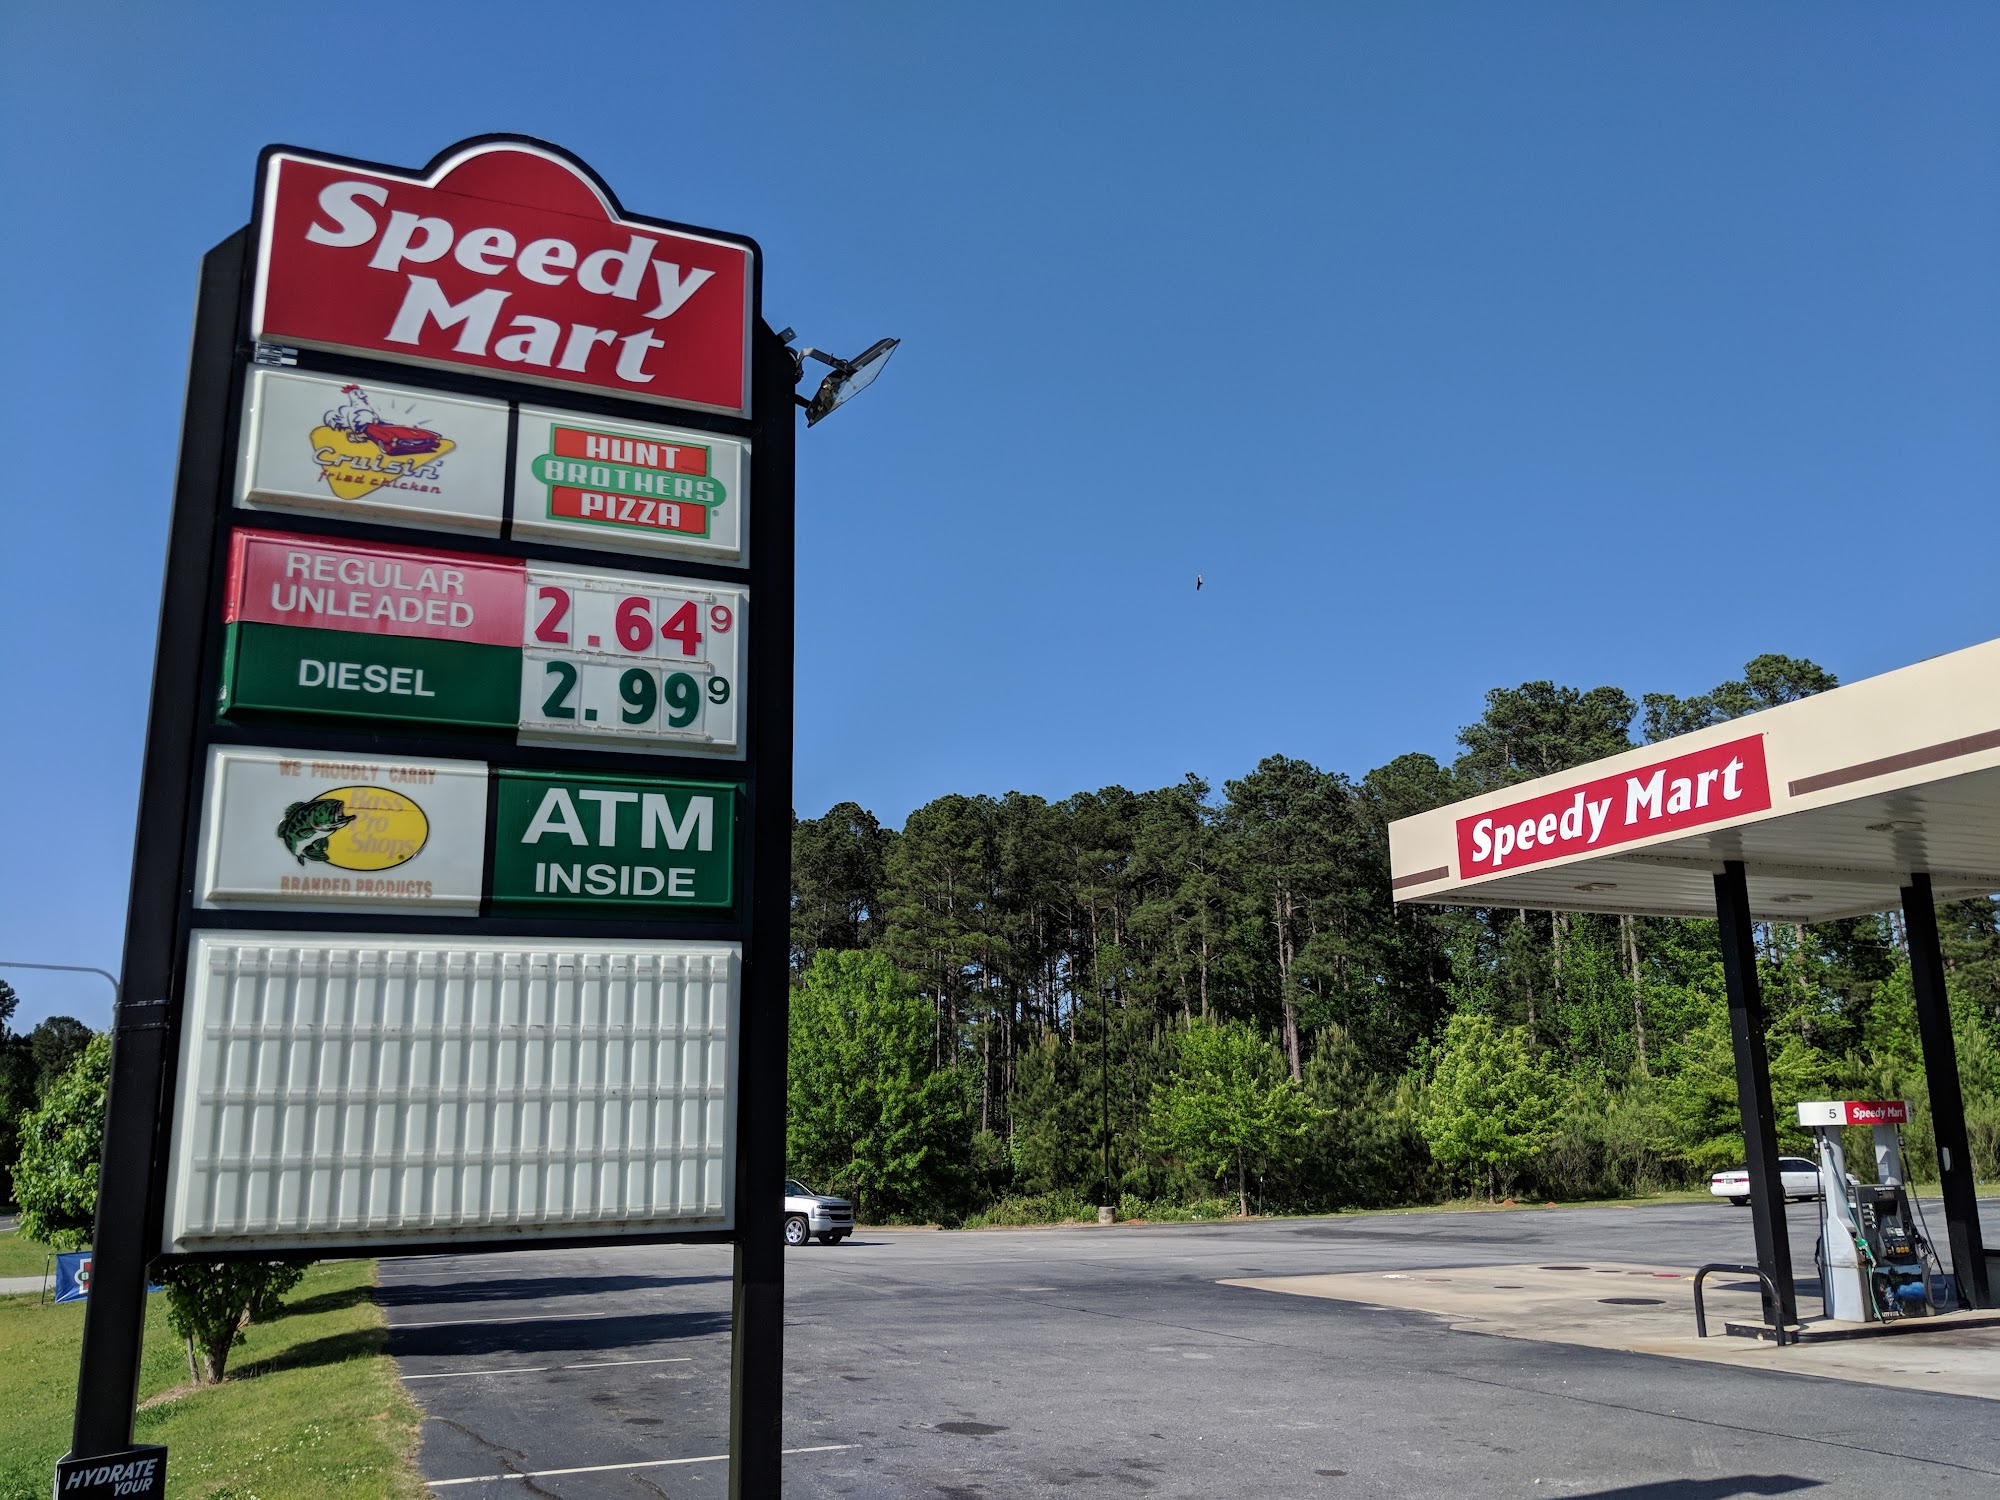 Speedy
Mart
Cruisin'
fried chicken
HUNT
BROTHERS
PIZZA
REGULAR
UNLEADED
2.64 9
DIESEL
2.99 9
WE PROUDLY CARRY
Bass
Pro
Shops
BRANDED PRODUCTS
ATM
INSIDE
Speedy Mart
5 Speedy Mart
HYDRATE
YOUR